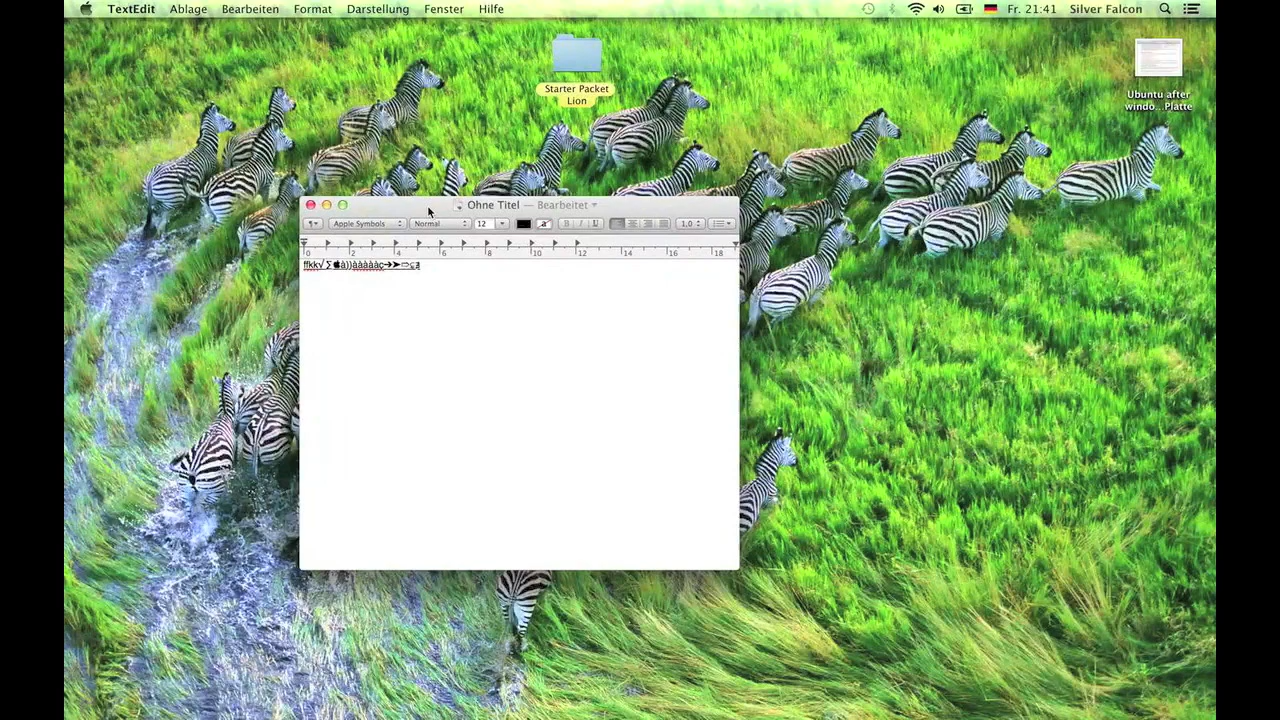 TextEdit Ablage Bearbeiten Format Darstellung Fenster Hilfe Fr. 21:41 Silver Falcon
Starter Packet
Lion
Ubuntu after
windo...Platte
Ohne Titel — Bearbeitet
¶ Apple Symbols Normal 12 a B I U 1,0
0 2 4 6 8 10 12 14 16 18
ffkk√∑à))àààààç➔➤⇨